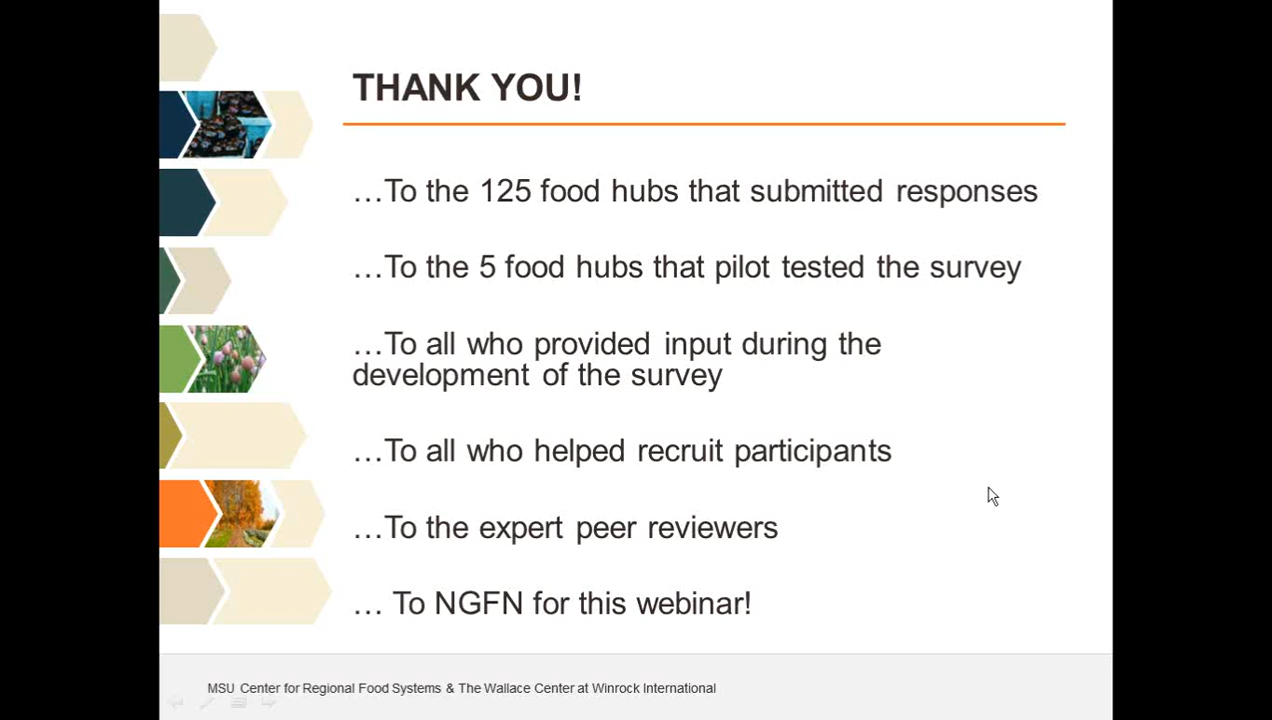 THANK YOU!
…To the 125 food hubs that submitted responses
…To the 5 food hubs that pilot tested the survey
…To all who provided input during the
development of the survey
…To all who helped recruit participants
…To the expert peer reviewers
… To NGFN for this webinar!
MSU Center for Regional Food Systems & The Wallace Center at Winrock International